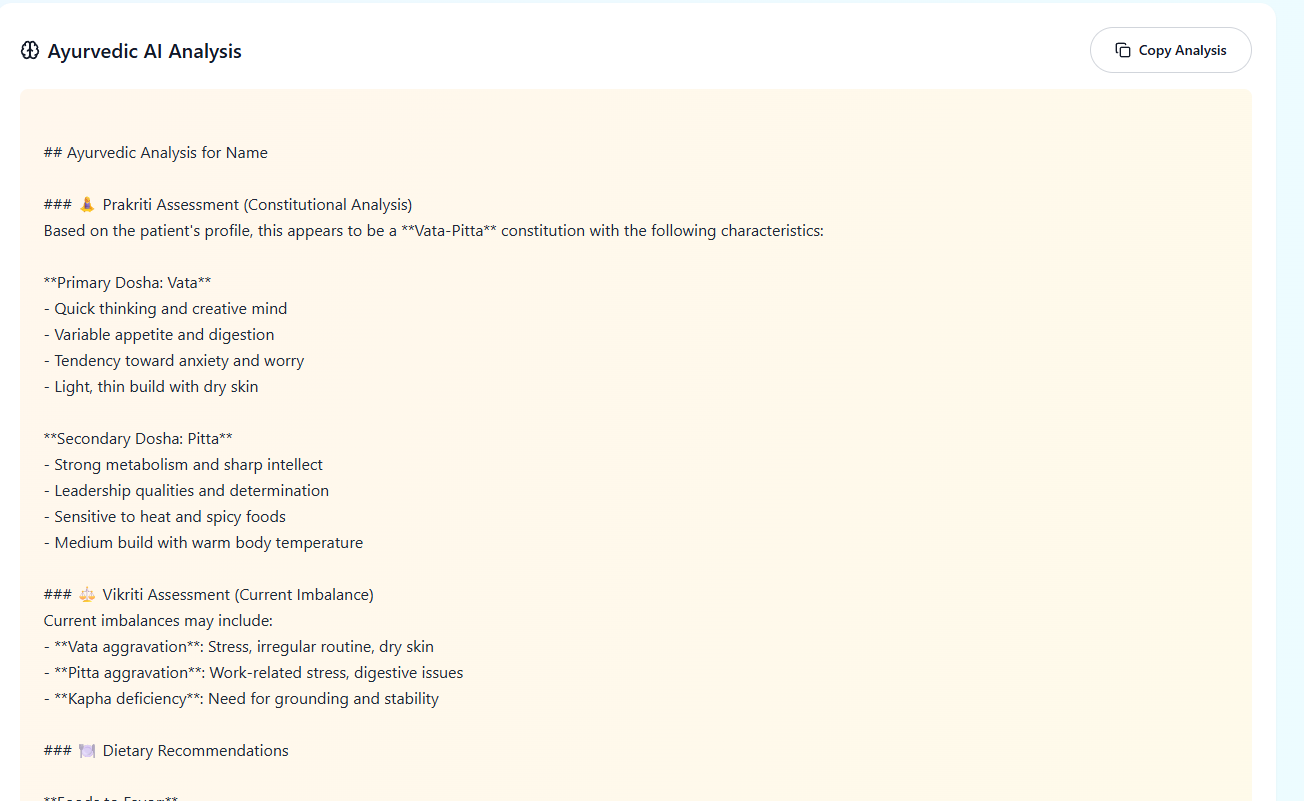 Ayurvedic AI Analysis
Copy Analysis
## Ayurvedic Analysis for Name
### 🧘 Prakriti Assessment (Constitutional Analysis)
Based on the patient's profile, this appears to be a **Vata-Pitta** constitution with the following characteristics:
**Primary Dosha: Vata**
- Quick thinking and creative mind
- Variable appetite and digestion
- Tendency toward anxiety and worry
- Light, thin build with dry skin
**Secondary Dosha: Pitta**
- Strong metabolism and sharp intellect
- Leadership qualities and determination
- Sensitive to heat and spicy foods
- Medium build with warm body temperature
### ⚖️ Vikriti Assessment (Current Imbalance)
Current imbalances may include:
- **Vata aggravation**: Stress, irregular routine, dry skin
- **Pitta aggravation**: Work-related stress, digestive issues
- **Kapha deficiency**: Need for grounding and stability
### 🍽️ Dietary Recommendations
**Foods to Favor:**